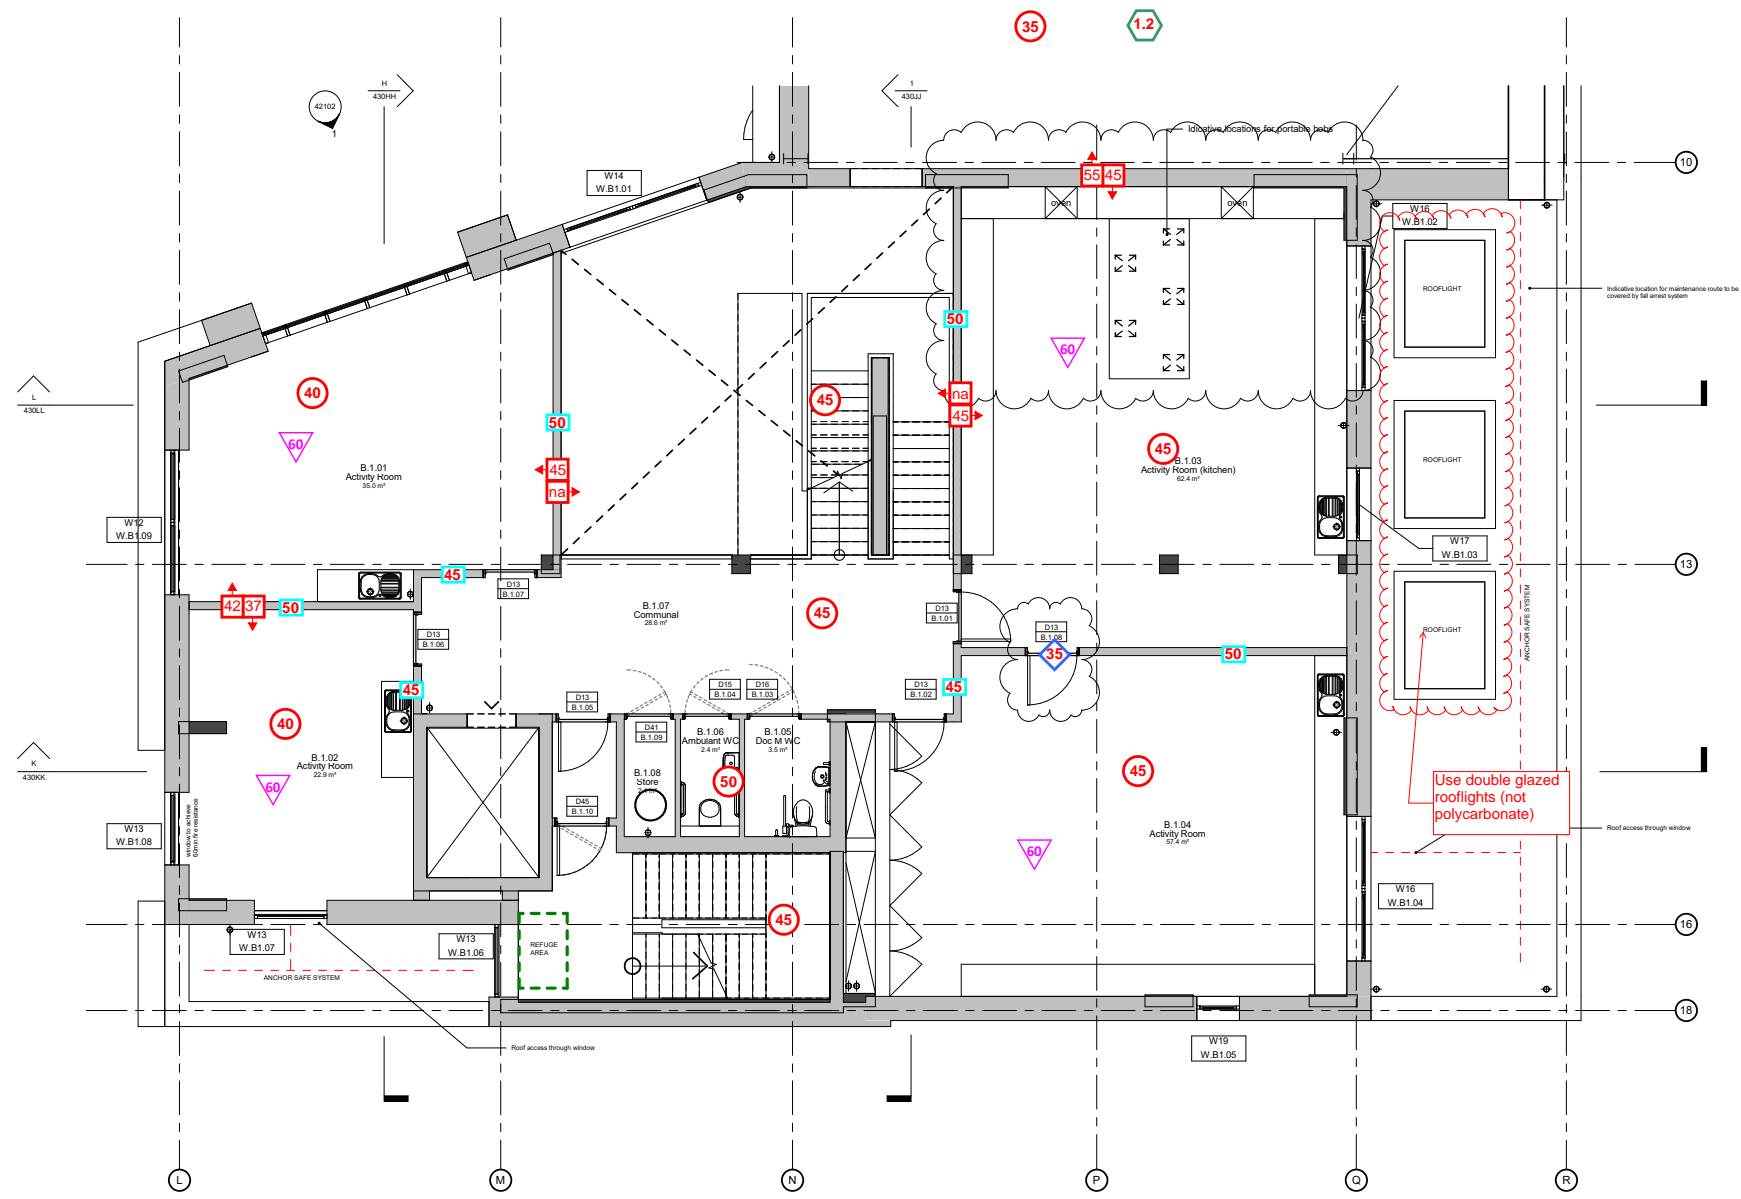 35
1.2
H
430HH
1
430JJ
42102
1
Idicative locations for portable hobs
10
W14
W.B1.01
55 45
oven
oven
W16
W.B1.02
ROOFLIGHT
Indicative location for maintenance route to be
covered by fall arrest system
50
60
L
430LL
40
45
na
45
50
60
45
B.1.03
Activity Room (kitchen)
62.4 m²
ROOFLIGHT
B.1.01
Activity Room
35.0 m²
45
na
W12
W.B1.09
W17
W.B1.03
13
45
D13
B.1.07
42 37
50
B.1.07
Communal
28.6 m²
45
D13
B.1.01
D13
B.1.08
35
50
ROOFLIGHT
ANCHOR SAFE SYSTEM
D13
B.1.06
45
D13
B.1.05
D15
B.1.04
D16
B.1.03
D13
B.1.02
45
40
D41
B.1.09
B.1.06
Ambulant WC
2.4 m²
B.1.05
Doc M WC
3.5 m²
K
430KK
B.1.02
Activity Room
22.9 m²
60
B.1.08
Store
50
45
Use double glazed
rooflights (not
polycarbonate)
D45
B.1.10
W13
W.B1.08
window to achieve
60min fire resistance
B.1.04
Activity Room
57.4 m²
60
Roof access through window
W16
W.B1.04
45
16
W13
W.B1.07
W13
W.B1.06
REFUGE
AREA
ANCHOR SAFE SYSTEM
18
Roof access through window
W19
W.B1.05
L
M
N
P
Q
R